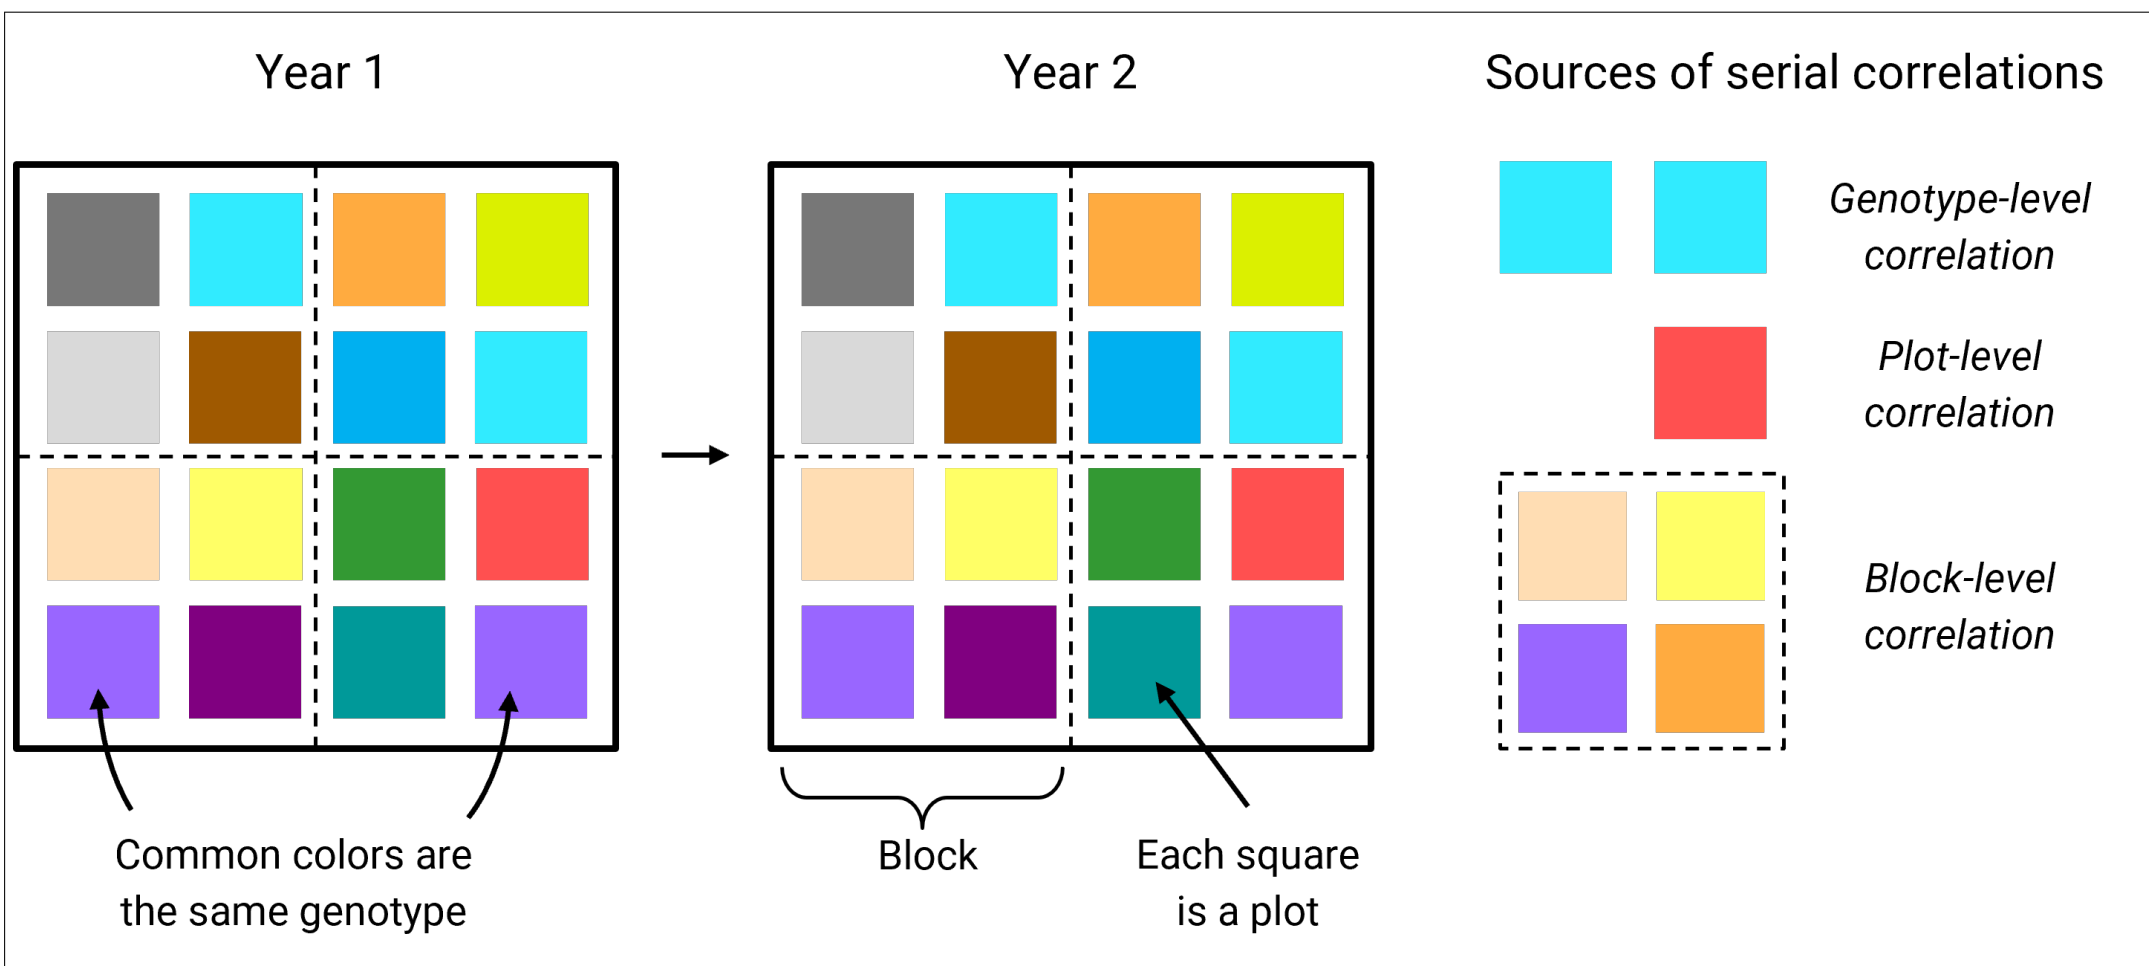 Year 1
Year 2
Sources of serial correlations
Genotype-level
correlation
Plot-level
correlation
Block-level
correlation
Common colors are
the same genotype
Block
Each square
is a plot